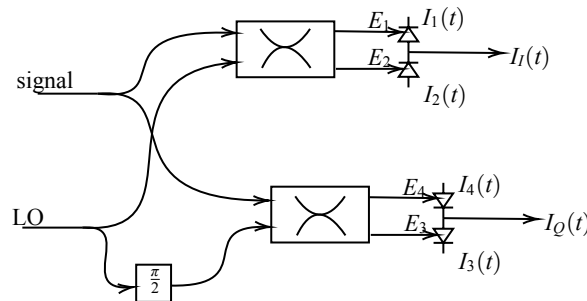 E₁ I₁(t)
signal
E₂ I_I(t)
I₂(t)
E₄ I₄(t)
LO
E₃ I_Q(t)
I₃(t)
π/2